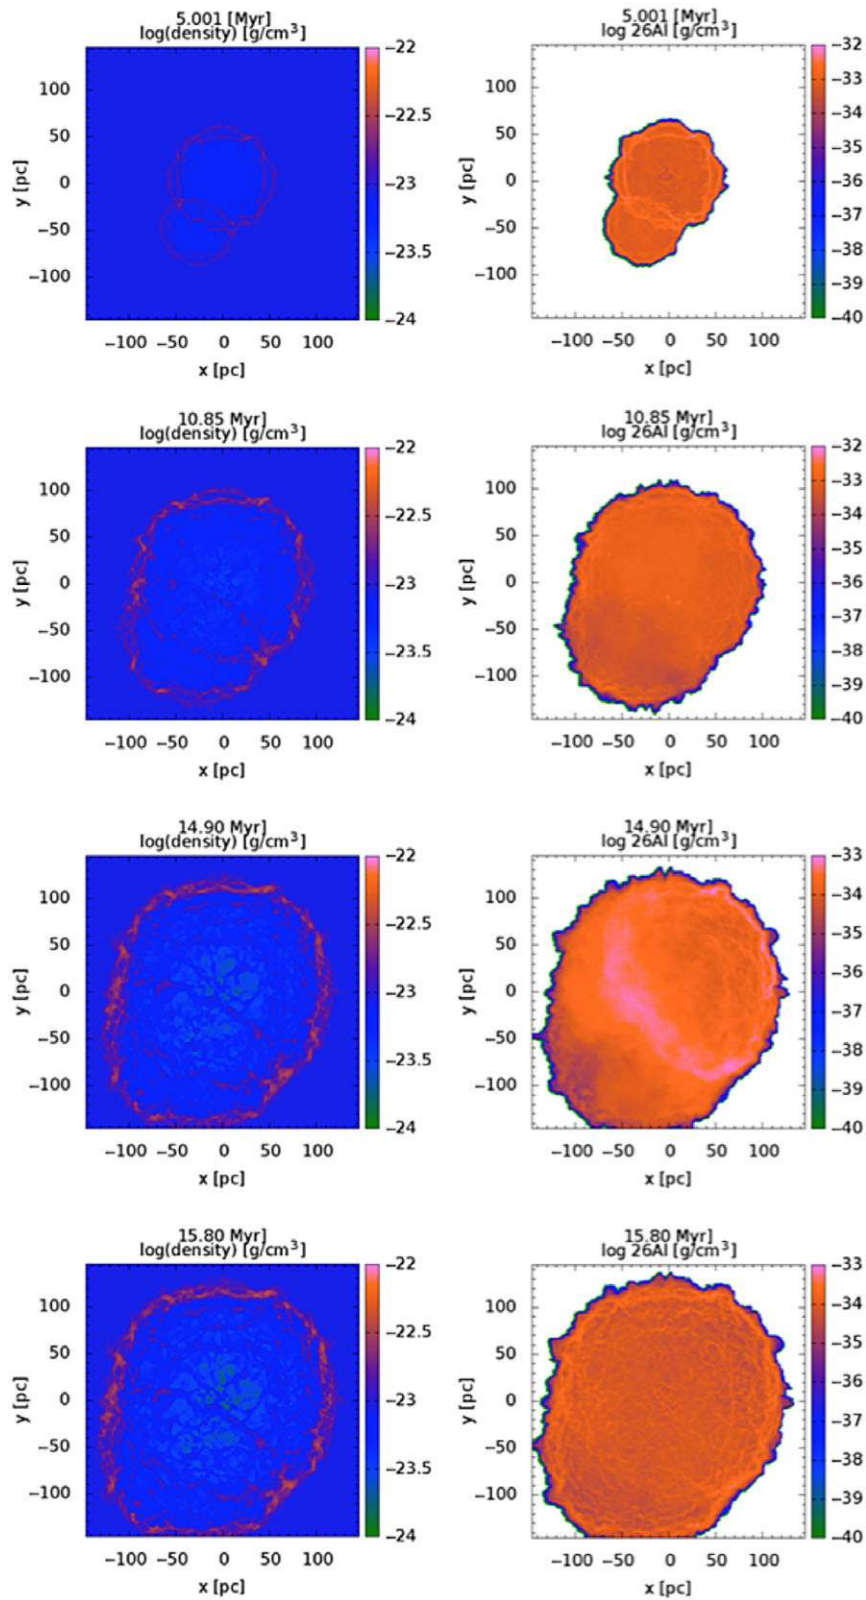 5.001 [Myr]
log(density) [g/cm³]
100
50
0
−50
−100
y [pc]
−100 −50 0 50 100
x [pc]
−22
−22.5
−23
−23.5
−24
5.001 [Myr]
log 26Al [g/cm³]
100
50
0
−50
−100
y [pc]
−100 −50 0 50 100
x [pc]
−32
−33
−34
−35
−36
−37
−38
−39
−40
10.85 Myr]
log(density) [g/cm³]
100
50
0
−50
−100
y [pc]
−100 −50 0 50 100
x [pc]
−22
−22.5
−23
−23.5
−24
10.85 Myr]
log 26Al [g/cm³]
100
50
0
−50
−100
y [pc]
−100 −50 0 50 100
x [pc]
−32
−33
−34
−35
−36
−37
−38
−39
−40
14.90 Myr]
log(density) [g/cm³]
100
50
0
−50
−100
y [pc]
−100 −50 0 50 100
x [pc]
−22
−22.5
−23
−23.5
−24
14.90 Myr]
log 26Al [g/cm³]
100
50
0
−50
−100
y [pc]
−100 −50 0 50 100
x [pc]
−33
−34
−35
−36
−37
−38
−39
−40
15.80 Myr]
log(density) [g/cm³]
100
50
0
−50
−100
y [pc]
−100 −50 0 50 100
x [pc]
−22
−22.5
−23
−23.5
−24
15.80 Myr]
log 26Al [g/cm³]
100
50
0
−50
−100
y [pc]
−100 −50 0 50 100
x [pc]
−33
−34
−35
−36
−37
−38
−39
−40